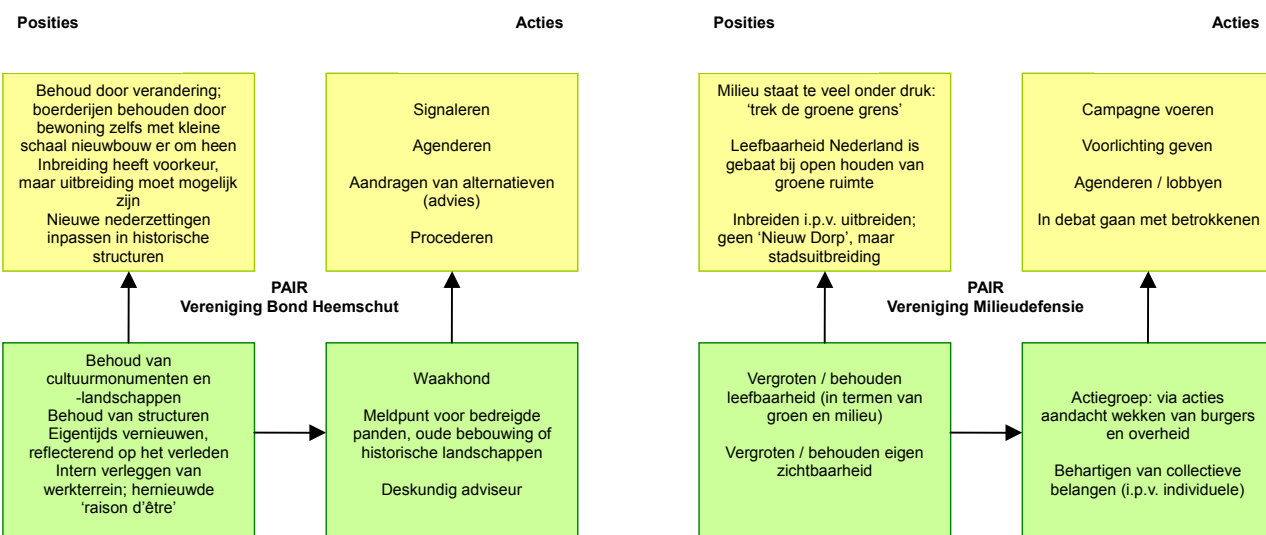 Posities
Acties
Behoud door verandering;
boerderijen behouden door
bewoning zelfs met kleine
schaal nieuwbouw er om heen
Inbreiding heeft voorkeur,
maar uitbreiding moet mogelijk
zijn
Nieuwe nederzettingen
inpassen in historische
structuren
Signaleren
Agenderen
Aandragen van alternatieven
(advies)
Procederen
PAIR
Vereniging Bond Heemschut
Behoud van
cultuurmonumenten en
-landschappen
Behoud van structuren
Eigentijds vernieuwen,
reflecterend op het verleden
Intern verleggen van
werkterrein; hernieuwde
‘raison d’être’
Waakhond
Meldpunt voor bedreigde
panden, oude bebouwing of
historische landschappen
Deskundig adviseur
Posities
Acties
Milieu staat te veel onder druk:
‘trek de groene grens’
Leefbaarheid Nederland is
gebaat bij open houden van
groene ruimte
Inbreiden i.p.v. uitbreiden;
geen ‘Nieuw Dorp’, maar
stadsuitbreiding
Campagne voeren
Voorlichting geven
Agenderen / lobbyen
In debat gaan met betrokkenen
PAIR
Vereniging Milieudefensie
Vergroten / behouden
leefbaarheid (in termen van
groen en milieu)
Vergroten / behouden eigen
zichtbaarheid
Actiegroep: via acties
aandacht wekken van burgers
en overheid
Behartigen van collectieve
belangen (i.p.v. individuele)